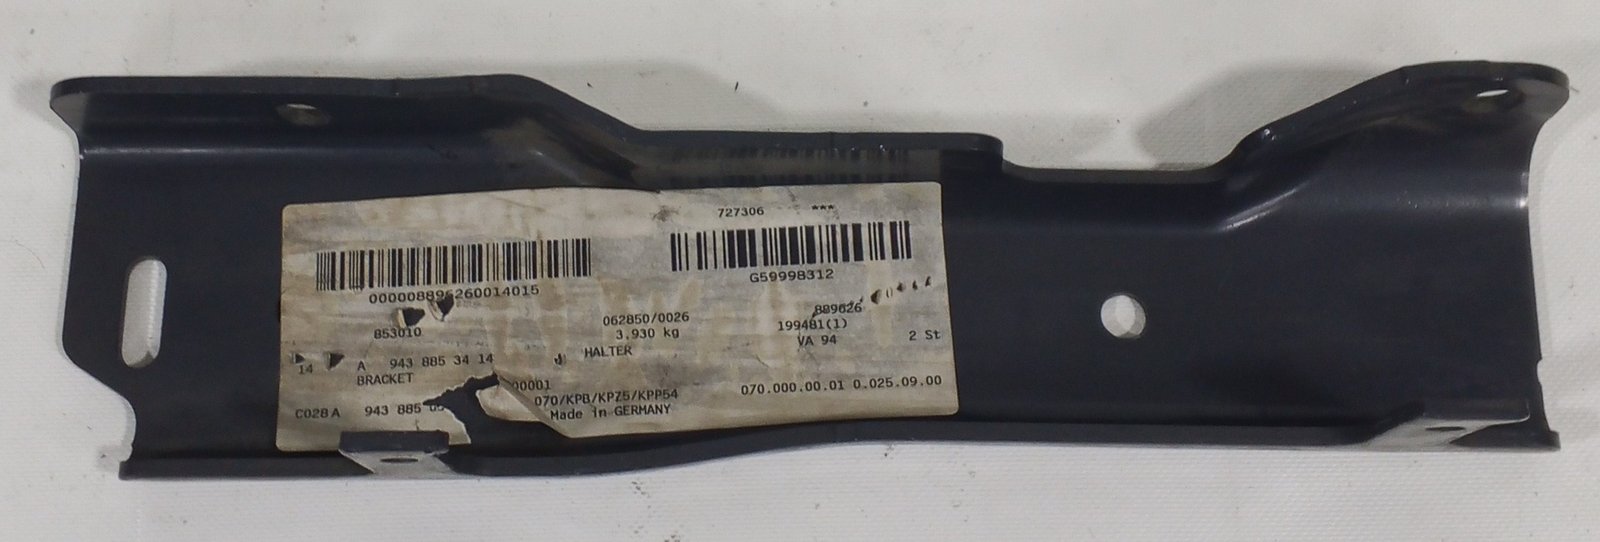 727306 ***
G59998312
000008896260014015
853010
062850/0026
3,930 kg
889626
199481(1)
VA 94
2 St
14
A 943 885 34 14
HALTER
BRACKET
00001
070/KPB/KPZ5/KPP54
070.000.00.01 0.025.09.00
Made in GERMANY
C028 A 943 885